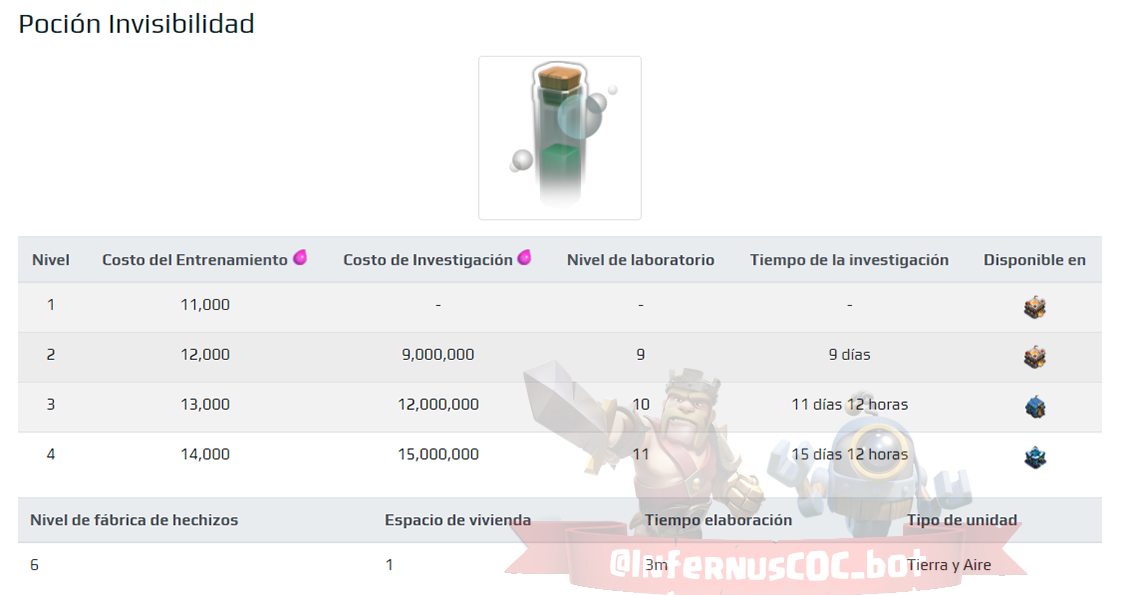 Poción Invisibilidad
Nivel Costo del Entrenamiento Costo de Investigación Nivel de laboratorio Tiempo de la investigación Disponible en
1 11,000 - - -
2 12,000 9,000,000 9 9 días
3 13,000 12,000,000 10 11 días 12 horas
4 14,000 15,000,000 11 15 días 12 horas
Nivel de fábrica de hechizos Espacio de vivienda Tiempo elaboración Tipo de unidad
6 1 3m Tierra y Aire
@InfernusCOC_bot